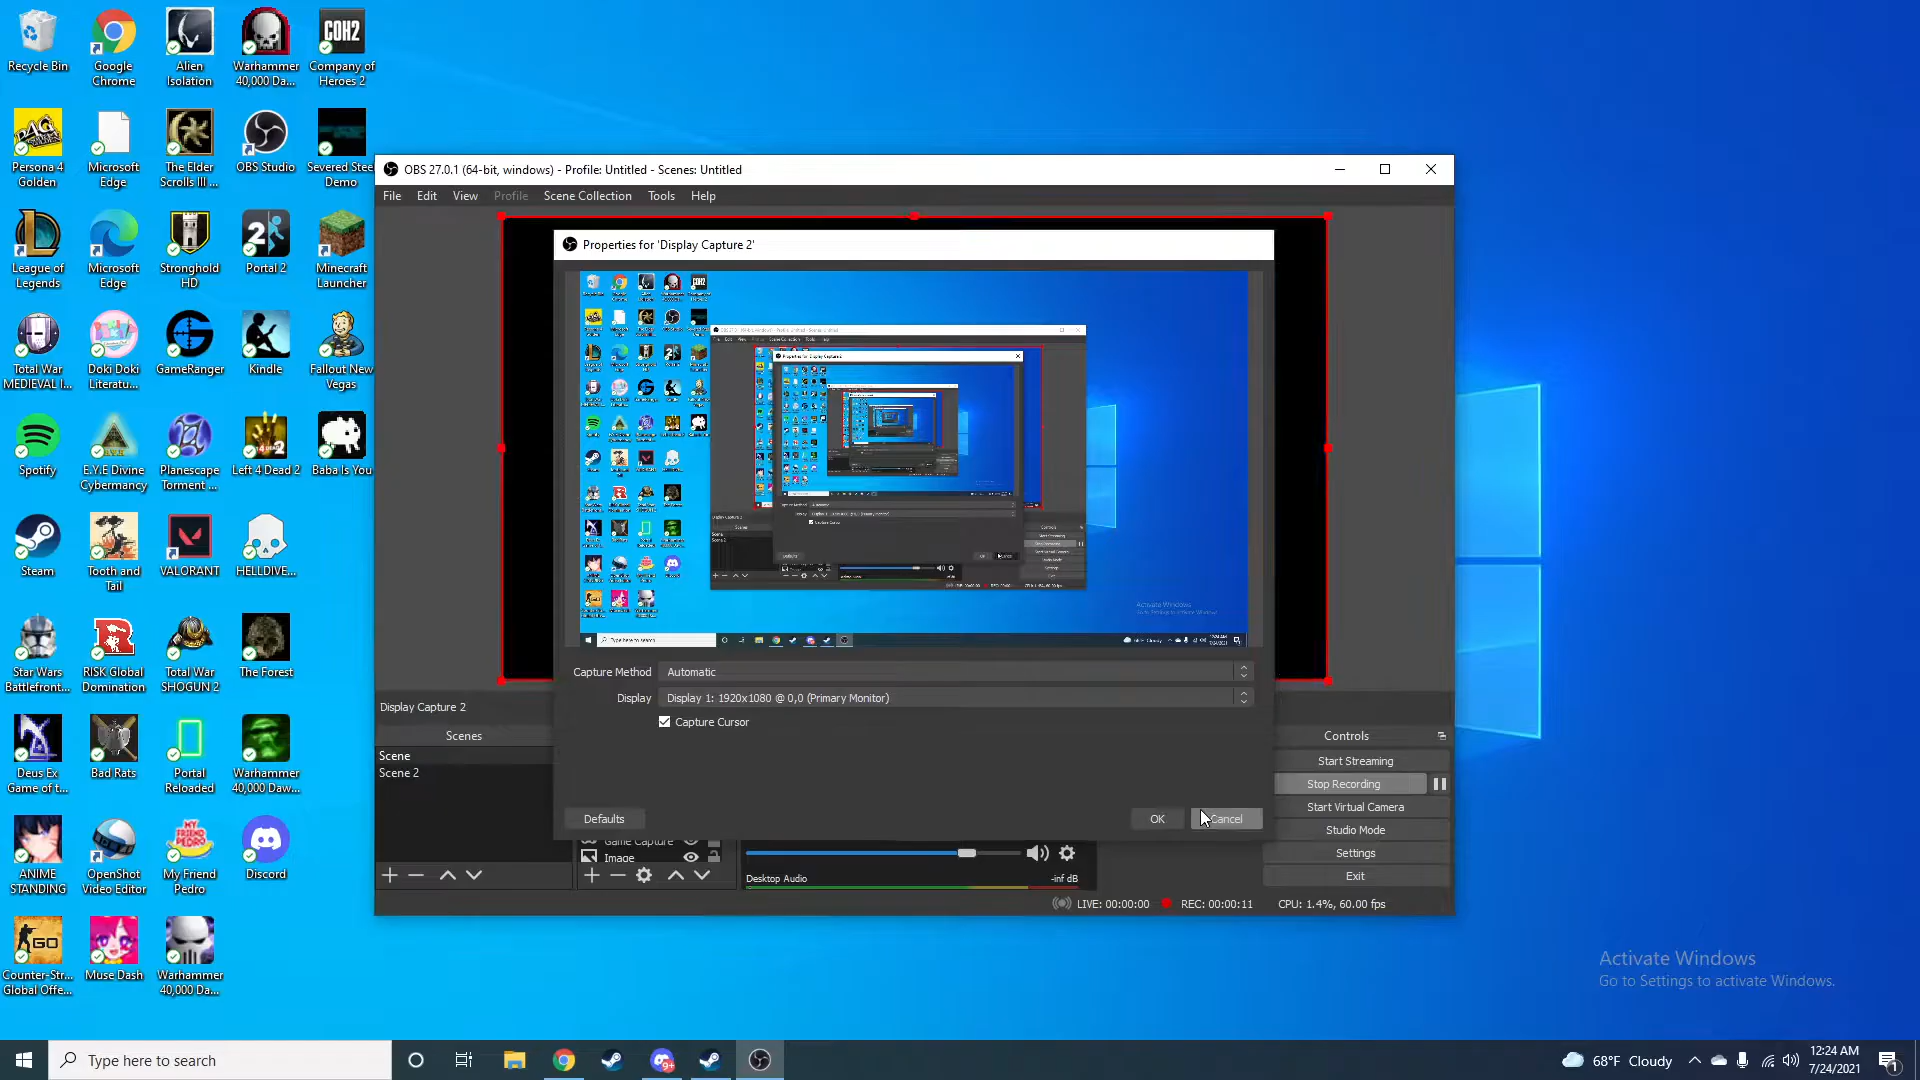 Recycle Bin
Google
Chrome
Alien
Isolation
Warhammer
40,000 Da...
COH2
Company of
Heroes 2
Persona 4
Golden
Microsoft
Edge
The Elder
Scrolls III ...
OBS Studio
Severed Steel
Demo
League of
Legends
Microsoft
Edge
Stronghold
HD
Portal 2
Minecraft
Launcher
Total War
MEDIEVAL I...
Doki Doki
Literatu...
GameRanger
Kindle
Fallout New
Vegas
Spotify
E.Y.E Divine
Cybermancy
Planescape
Torment ...
Left 4 Dead 2
Baba Is You
Steam
Tooth and
Tail
VALORANT
HELLDIVE...
Star Wars
Battlefront...
RISK Global
Domination
Total War
SHOGUN 2
The Forest
Deus Ex
Game of t...
Bad Rats
Portal
Reloaded
Warhammer
40,000 Daw...
ANIME
STANDING
OpenShot
Video Editor
MY
FRIEND
PEDRO
My Friend
Pedro
Discord
GO
Counter-Str...
Global Offe...
Muse Dash
Warhammer
40,000 Da...
OBS 27.0.1 (64-bit, windows) - Profile: Untitled - Scenes: Untitled
File Edit View Profile Scene Collection Tools Help
Properties for 'Display Capture 2'
Capture Method Automatic
Display Display 1: 1920x1080 @ 0,0 (Primary Monitor)
Capture Cursor
Defaults OK Cancel
Display Capture 2
Scenes
Scene
Scene 2
Game Capture
Image
Desktop Audio -inf dB
Controls
Start Streaming
Stop Recording
Start Virtual Camera
Studio Mode
Settings
Exit
LIVE: 00:00:00 REC: 00:00:11 CPU: 1.4%, 60.00 fps
Activate Windows
Go to Settings to activate Windows.
Type here to search
9+
68°F Cloudy
12:24 AM
7/24/2021
1